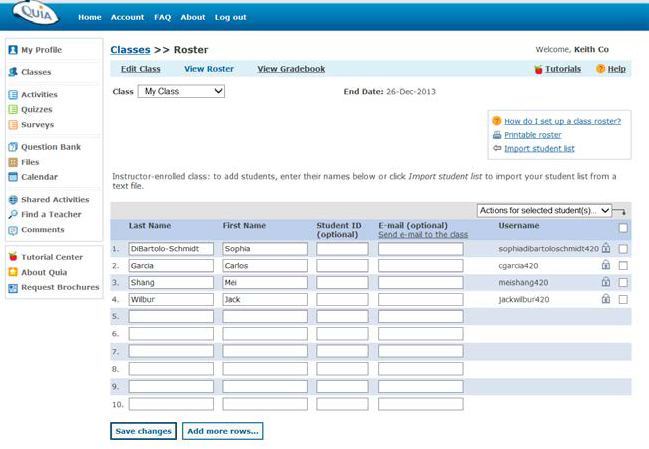 QUIA
Home Account FAQ About Log out
My Profile
Classes
Activities
Quizzes
Surveys
Question Bank
Files
Calendar
Shared Activities
Find a Teacher
Comments
Tutorial Center
About Quia
Request Brochures
Classes >> Roster
Welcome, Keith Co
Edit Class View Roster View Gradebook Tutorials Help
Class My Class End Date: 26-Dec-2013
How do I set up a class roster?
Printable roster
Import student list
Instructor-enrolled class: to add students, enter their names below or click Import student list to import your student list from a
text file.
Actions for selected student(s)...
Last Name First Name Student ID (optional) E-mail (optional) Send e-mail to the class Username
1. DiBartolo-Schmidt Sophia sophiadibartoloschmidt420
2. Garcia Carlos cgarcia420
3. Shang Mei meishang420
4. Wilbur Jack jackwilbur420
5.
6.
7.
8.
9.
10.
Save changes Add more rows...